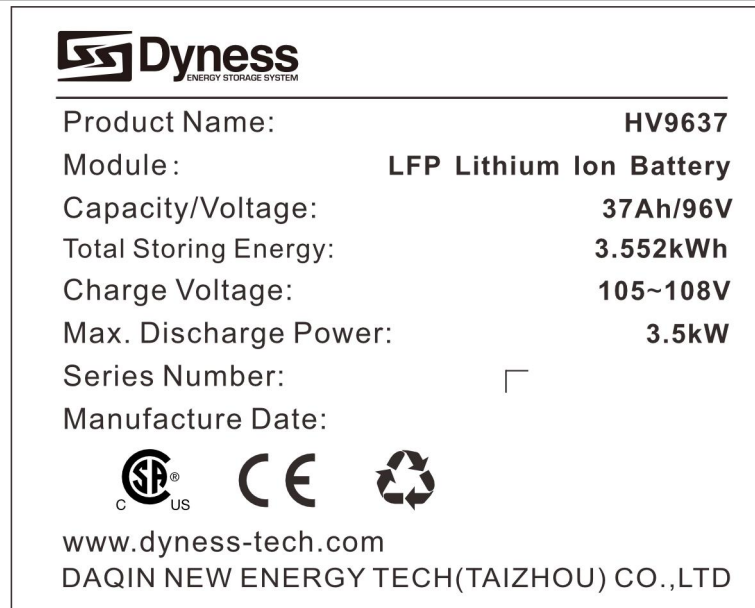 Dyness
ENERGY STORAGE SYSTEM
Product Name: HV9637
Module: LFP Lithium Ion Battery
Capacity/Voltage: 37Ah/96V
Total Storing Energy: 3.552kWh
Charge Voltage: 105~108V
Max. Discharge Power: 3.5kW
Series Number:
Manufacture Date:
C SA ® C US
CE
www.dyness-tech.com
DAQIN NEW ENERGY TECH(TAIZHOU) CO.,LTD